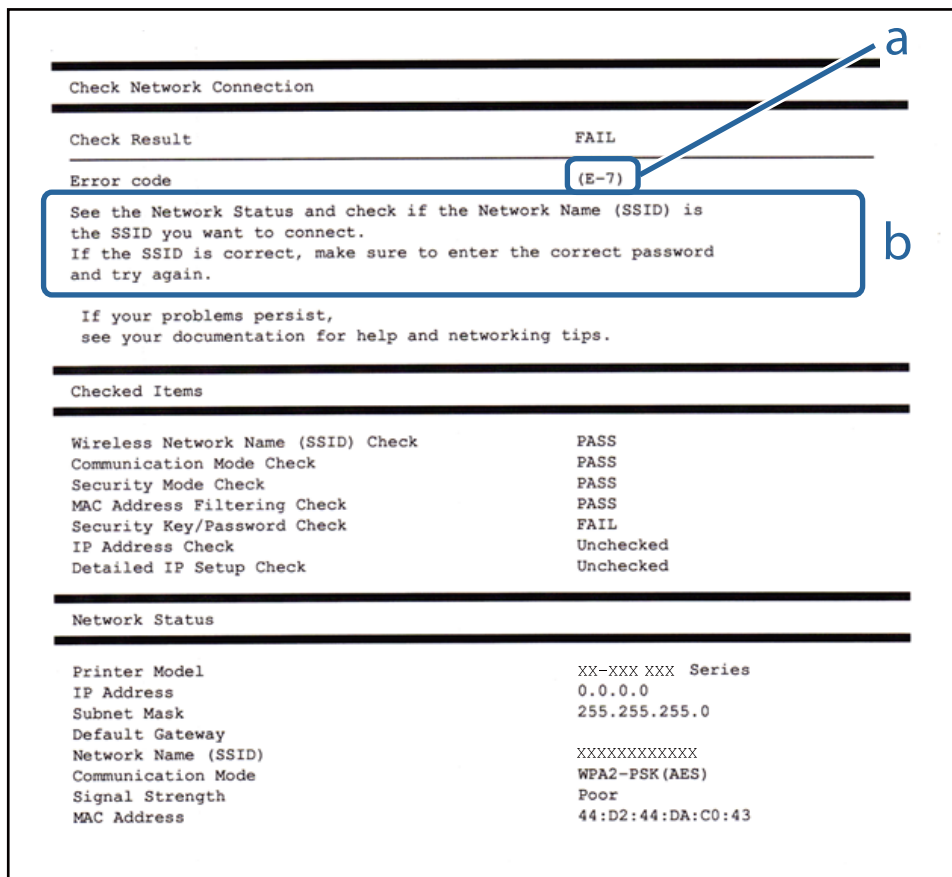 a
Check Network Connection
Check Result FAIL
Error code (E-7)
See the Network Status and check if the Network Name (SSID) is
the SSID you want to connect.
If the SSID is correct, make sure to enter the correct password
and try again.
b
If your problems persist,
see your documentation for help and networking tips.
Checked Items
Wireless Network Name (SSID) Check PASS
Communication Mode Check PASS
Security Mode Check PASS
MAC Address Filtering Check PASS
Security Key/Password Check FAIL
IP Address Check Unchecked
Detailed IP Setup Check Unchecked
Network Status
Printer Model XX-XXX XXX Series
IP Address 0.0.0.0
Subnet Mask 255.255.255.0
Default Gateway
Network Name (SSID) XXXXXXXXXXXX
Communication Mode WPA2-PSK(AES)
Signal Strength Poor
MAC Address 44:D2:44:DA:C0:43